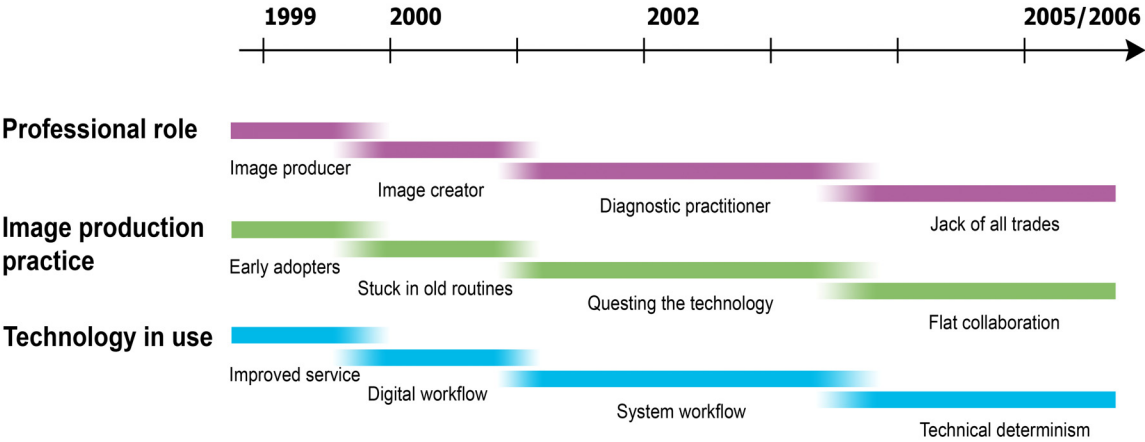 1999 2000 2002 2005/2006
Professional role
Image producer
Image creator
Diagnostic practitioner
Jack of all trades
Image production
practice
Early adopters
Stuck in old routines
Questing the technology
Flat collaboration
Technology in use
Improved service
Digital workflow
System workflow
Technical determinism